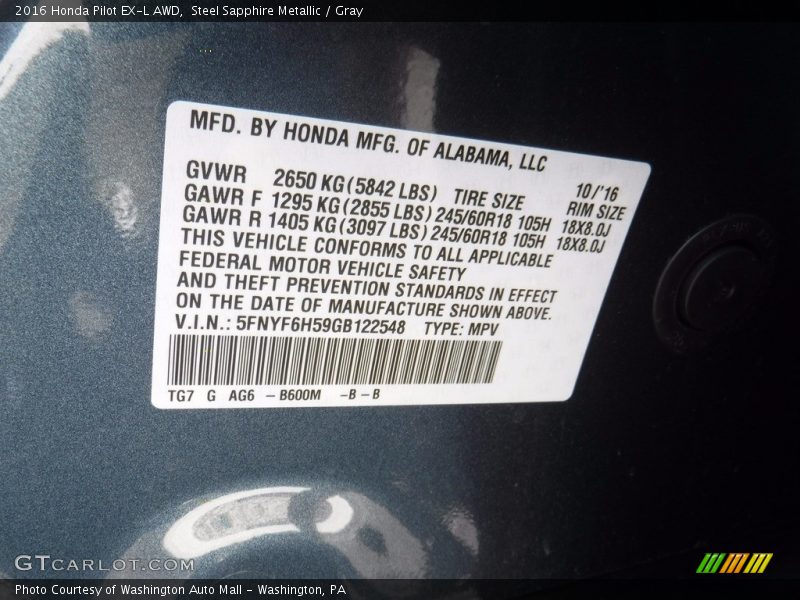 2016 Honda Pilot EX-L AWD,  Steel Sapphire Metallic / Gray
MFD. BY HONDA MFG. OF ALABAMA, LLC
10/'16
GVWR 2650 KG (5842 LBS) TIRE SIZE RIM SIZE
GAWR F 1295 KG (2855 LBS) 245/60R18 105H 18X8.0J
GAWR R 1405 KG (3097 LBS) 245/60R18 105H 18X8.0J
THIS VEHICLE CONFORMS TO ALL APPLICABLE
FEDERAL MOTOR VEHICLE SAFETY
AND THEFT PREVENTION STANDARDS IN EFFECT
ON THE DATE OF MANUFACTURE SHOWN ABOVE.
V.I.N.: 5FNYF6H59GB122548 TYPE: MPV
TG7 G AG6 – B600M –B – B
GTcarlot.com
Photo Courtesy of Washington Auto Mall – Washington, PA